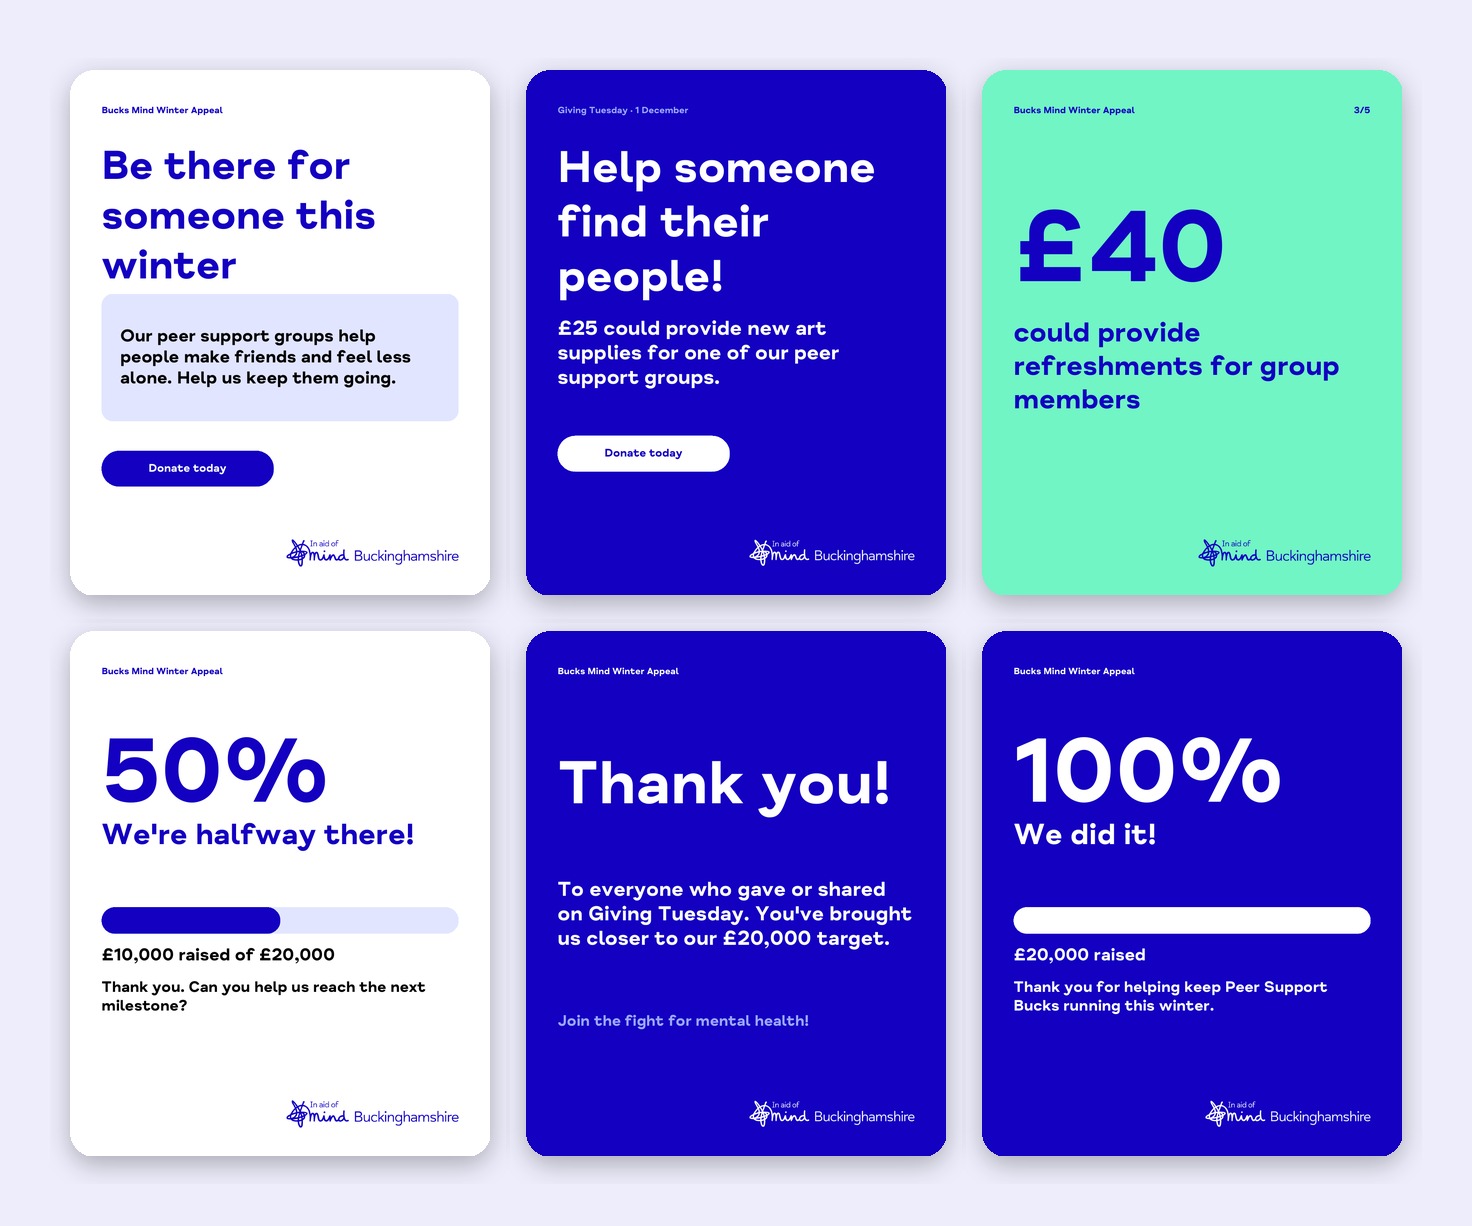 Bucks Mind Winter Appeal
Be there for
someone this
winter
Our peer support groups help
people make friends and feel less
alone. Help us keep them going.
Donate today
In aid of
mind Buckinghamshire
Giving Tuesday · 1 December
Help someone
find their
people!
£25 could provide new art
supplies for one of our peer
support groups.
Donate today
In aid of
mind Buckinghamshire
Bucks Mind Winter Appeal
3/5
£40
could provide
refreshments for group
members
In aid of
mind Buckinghamshire
Bucks Mind Winter Appeal
50%
We're halfway there!
£10,000 raised of £20,000
Thank you. Can you help us reach the next
milestone?
In aid of
mind Buckinghamshire
Bucks Mind Winter Appeal
Thank you!
To everyone who gave or shared
on Giving Tuesday. You've brought
us closer to our £20,000 target.
Join the fight for mental health!
In aid of
mind Buckinghamshire
Bucks Mind Winter Appeal
100%
We did it!
£20,000 raised
Thank you for helping keep Peer Support
Bucks running this winter.
In aid of
mind Buckinghamshire